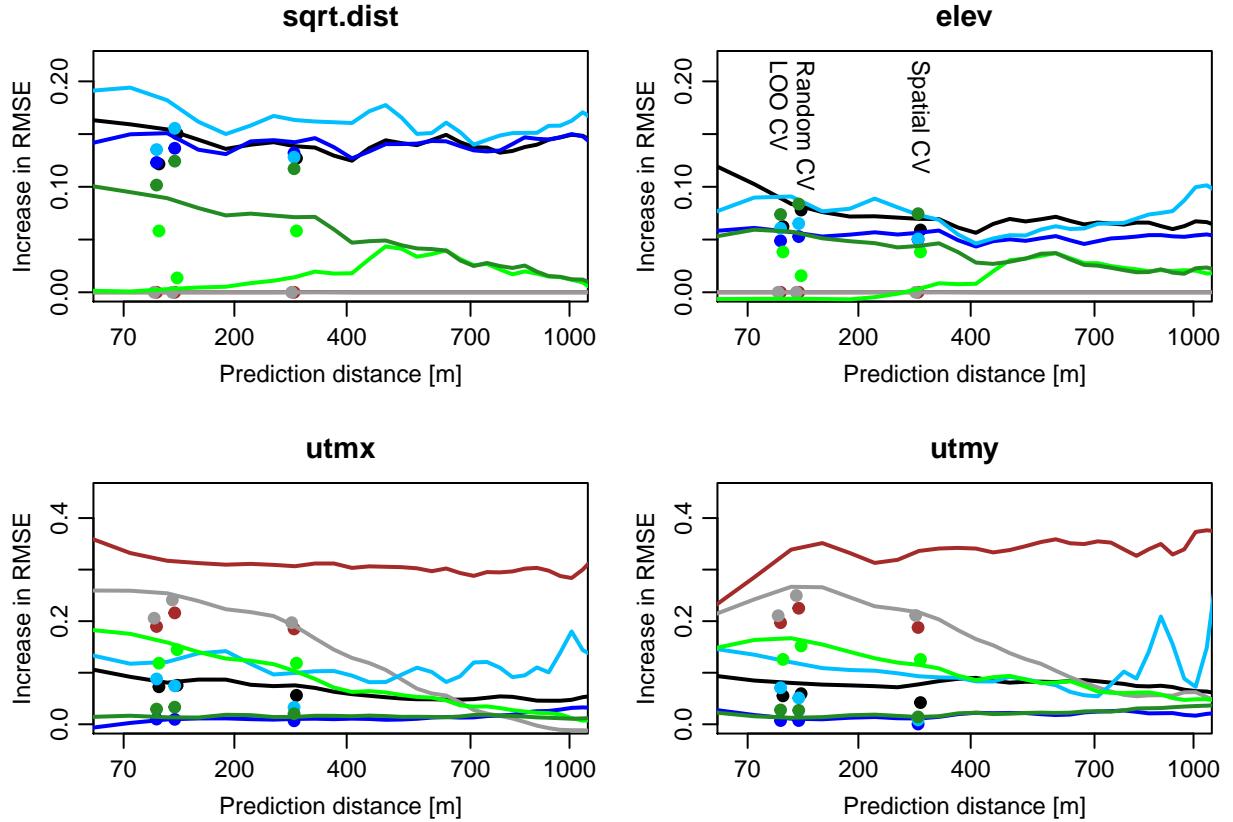 sqrt.dist
Increase in RMSE
0.00
0.10
0.20
70
200
400
700
1000
Prediction distance [m]
elev
Increase in RMSE
0.00
0.10
0.20
LOO CV
Random CV
Spatial CV
70
200
400
700
1000
Prediction distance [m]
utmx
Increase in RMSE
0.0
0.2
0.4
70
200
400
700
1000
Prediction distance [m]
utmy
Increase in RMSE
0.0
0.2
0.4
70
200
400
700
1000
Prediction distance [m]